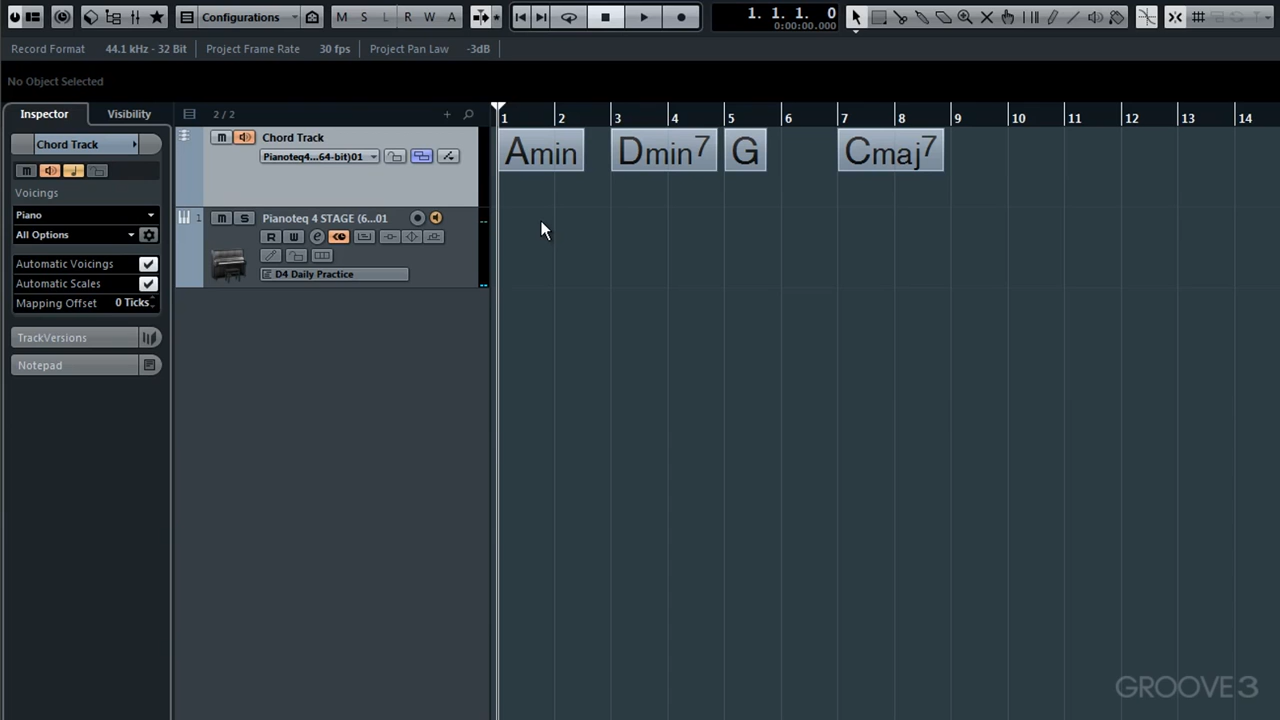 Configurations M S L R W A 1. 1. 1. 0
0:00:00.000
Record Format 44.1 kHz - 32 Bit Project Frame Rate 30 fps Project Pan Law -3dB
No Object Selected
Inspector Visibility 2 / 2 + 1 2 3 4 5 6 7 8 9 10 11 12 13 14
Chord Track m Chord Track Amin Dmin7 G Cmaj7
Pianoteq4...64-bit)01
m
Voicings
Piano 1 m S Pianoteq 4 STAGE (6...01
All Options R W e
Automatic Voicings
D4 Daily Practice
Automatic Scales
Mapping Offset 0 Ticks
TrackVersions
Notepad
GROOVE3